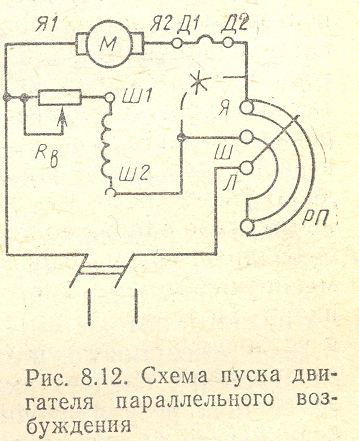 Я1 М Я2 Д1 Д2
Я
Ш1
Ш
Rв
Ш2
Л
РП
Рис. 8.12. Схема пуска дви-
гателя параллельного воз-
буждения